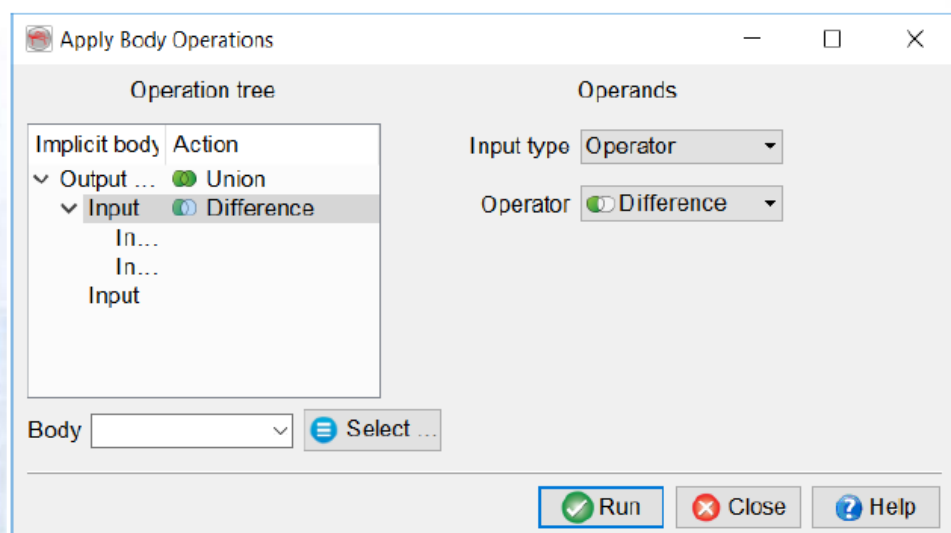 Apply Body Operations
Operation tree
Operands
Implicit body Action
Output ... Union
Input Difference
In...
In...
Input
Input type Operator
Operator Difference
Body
Select ...
Run Close Help